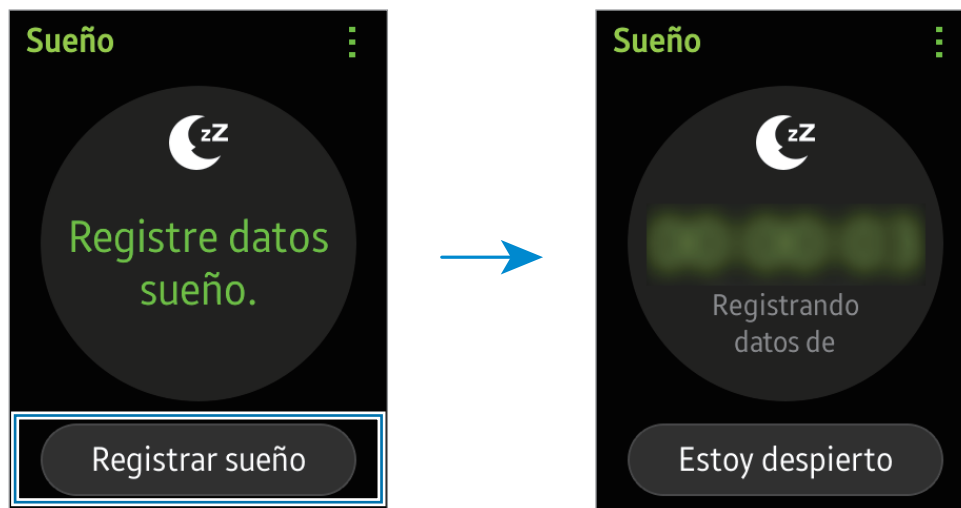 Sueño
zZ
Registre datos
sueño.
Registrar sueño
Sueño
zZ
Registrando
datos de
Estoy despierto